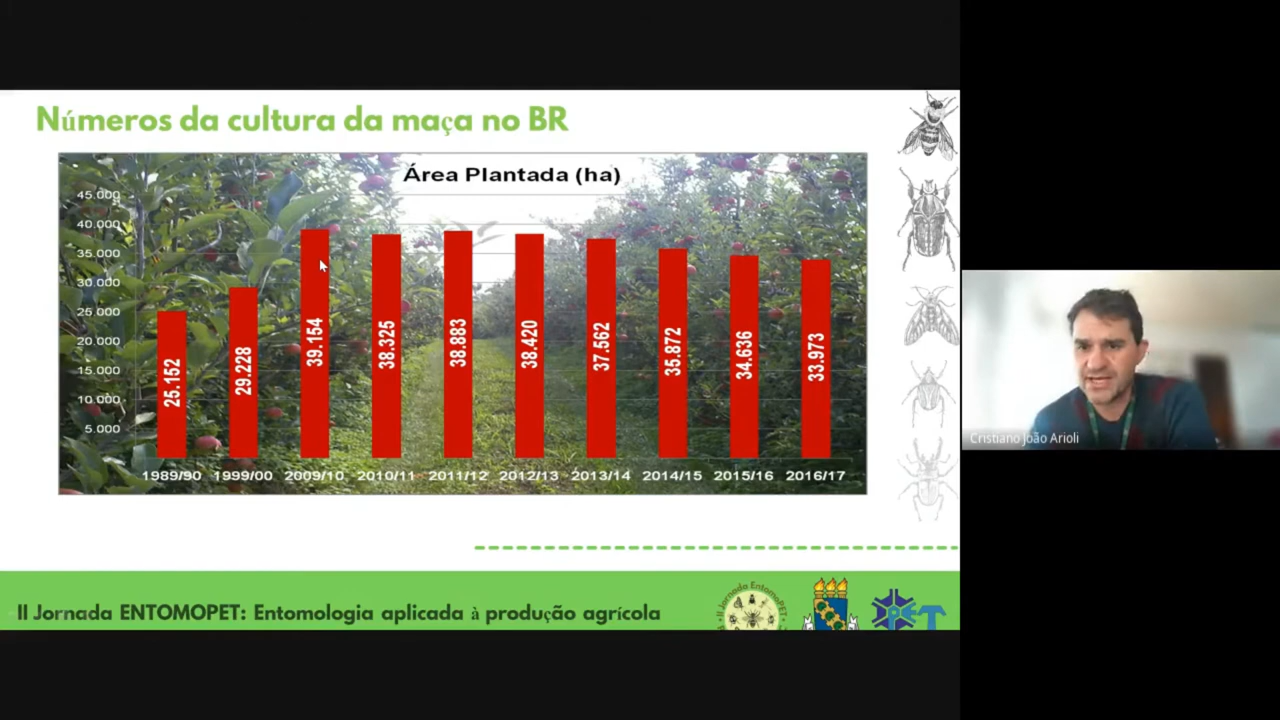 Números da cultura da maça no BR
Área Plantada (ha)
45.000
40.000
35.000
30.000
25.000
20.000
15.000
10.000
5.000
25.152
29.228
39.154
38.325
38.883
38.420
37.562
35.872
34.636
33.973
1989/90 1999/00 2009/10 2010/11 2011/12 2012/13 2013/14 2014/15 2015/16 2016/17
Cristiano João Arioli
II Jornada ENTOMOPET: Entomologia aplicada à produção agrícola
II Jornada EntomoPET
PET